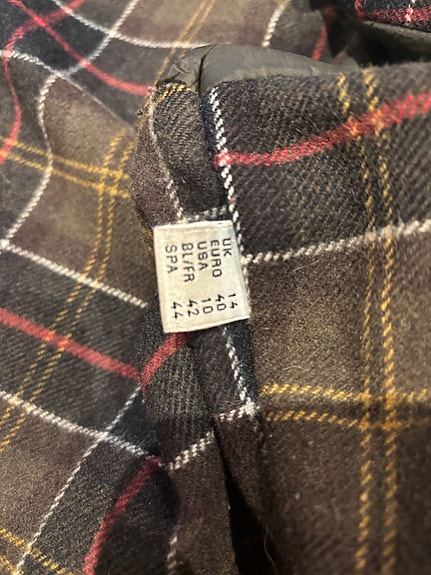 UK 14
EURO 40
USA 10
BL/FR 42
SPA 44